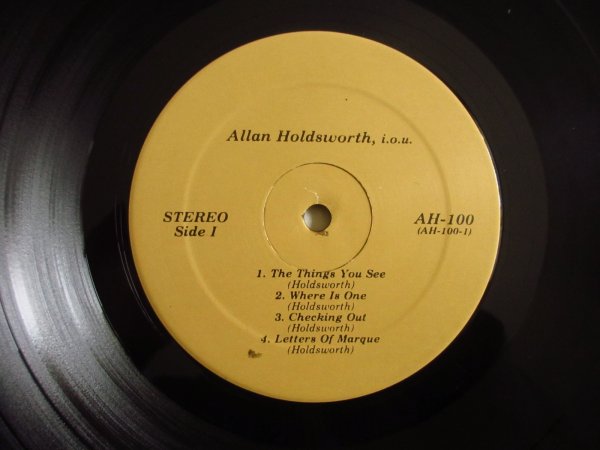 Allan Holdsworth, i.o.u.
STEREO
Side I
AH-100
(AH-100-1)
1. The Things You See
(Holdsworth)
2. Where Is One
(Holdsworth)
3. Checking Out
(Holdsworth)
4. Letters Of Marque
(Holdsworth)